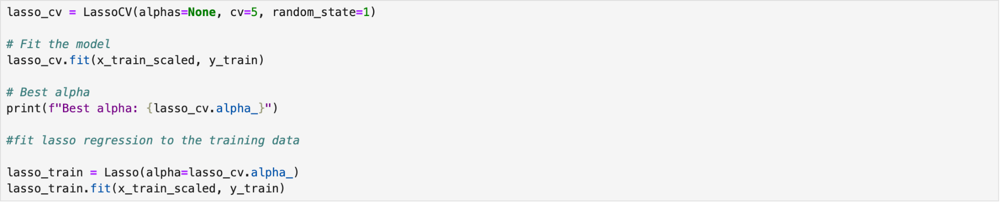 lasso_cv = LassoCV(alphas=None, cv=5, random_state=1)
# Fit the model
lasso_cv.fit(x_train_scaled, y_train)
# Best alpha
print(f"Best alpha: {lasso_cv.alpha_}")
#fit lasso regression to the training data
lasso_train = Lasso(alpha=lasso_cv.alpha_)
lasso_train.fit(x_train_scaled, y_train)